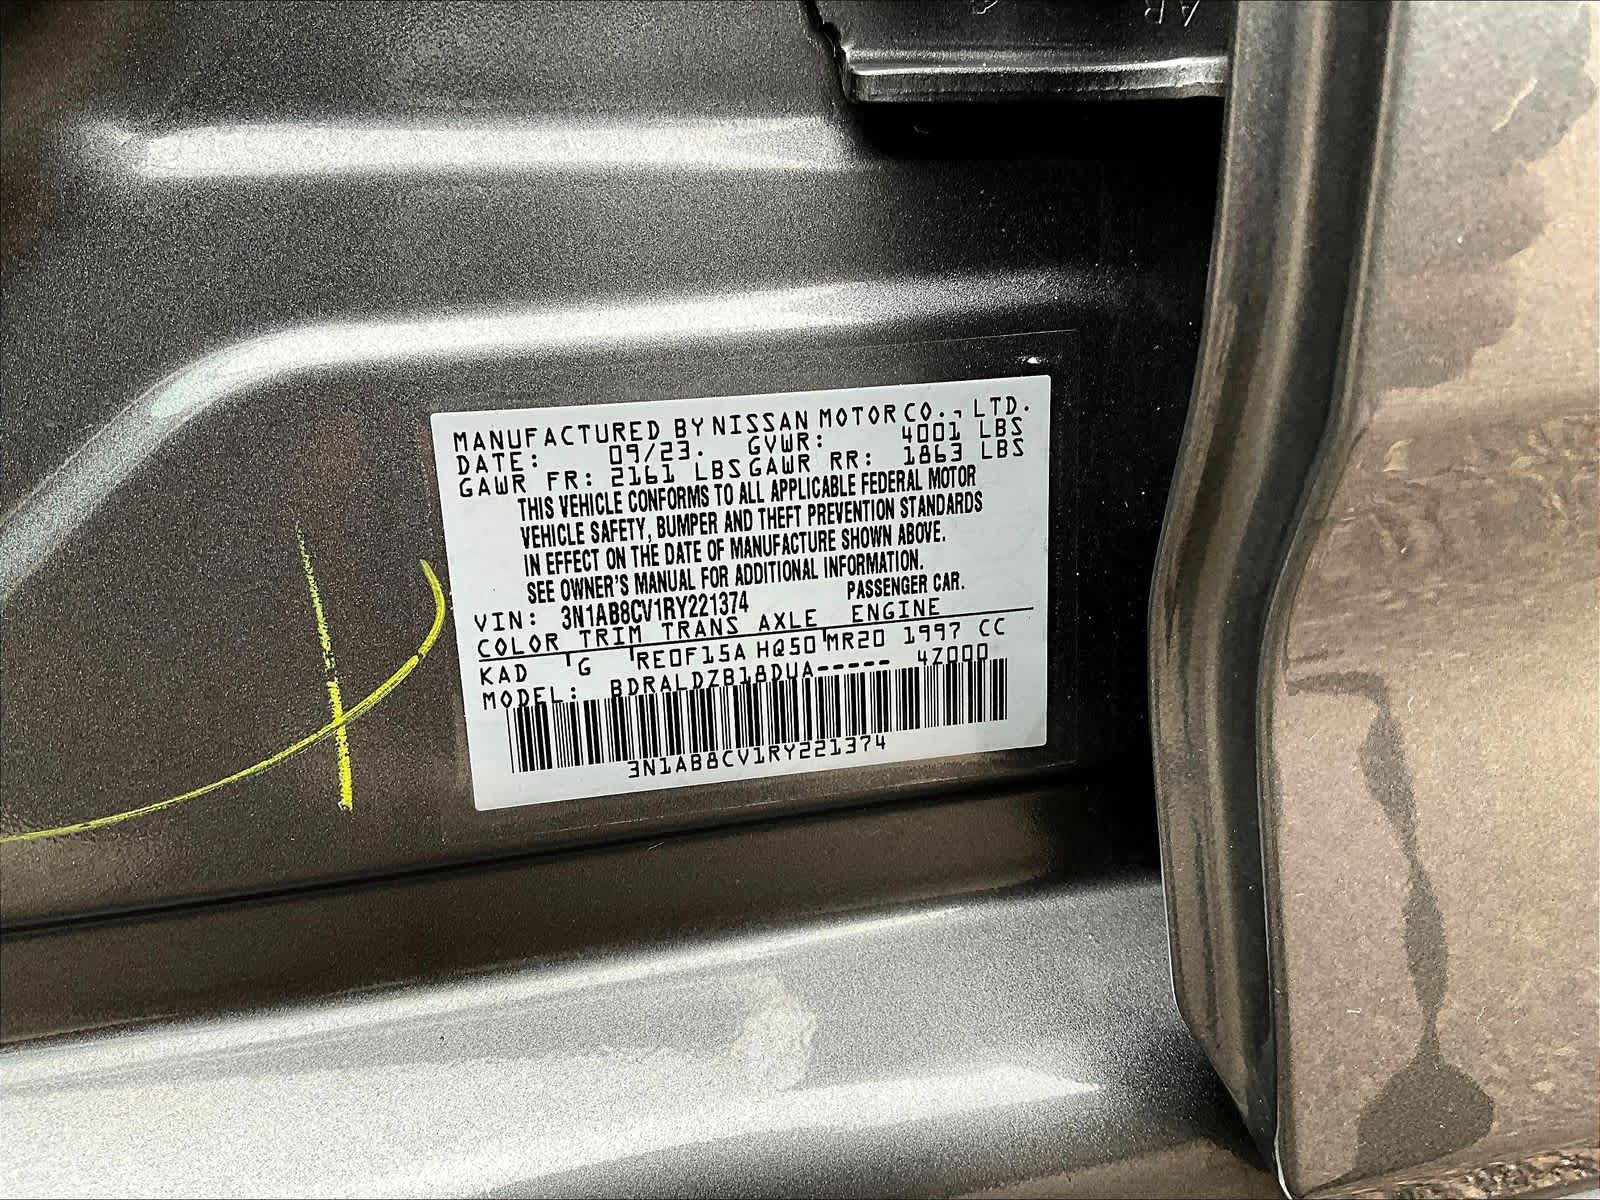 MANUFACTURED BY NISSAN MOTOR CO., LTD.
DATE: 09/23. GVWR: 4001 LBS
GAWR FR: 2161 LBS GAWR RR: 1863 LBS
THIS VEHICLE CONFORMS TO ALL APPLICABLE FEDERAL MOTOR
VEHICLE SAFETY, BUMPER AND THEFT PREVENTION STANDARDS
IN EFFECT ON THE DATE OF MANUFACTURE SHOWN ABOVE.
SEE OWNER'S MANUAL FOR ADDITIONAL INFORMATION.
VIN: 3N1AB8CV1RY221374 PASSENGER CAR.
COLOR TRIM TRANS AXLE ENGINE
KAD G RE0F15A HQ50 MR20 1997 CC
MODEL: BDRALDZB18DUA----- 4Z000
3N1AB8CV1RY221374